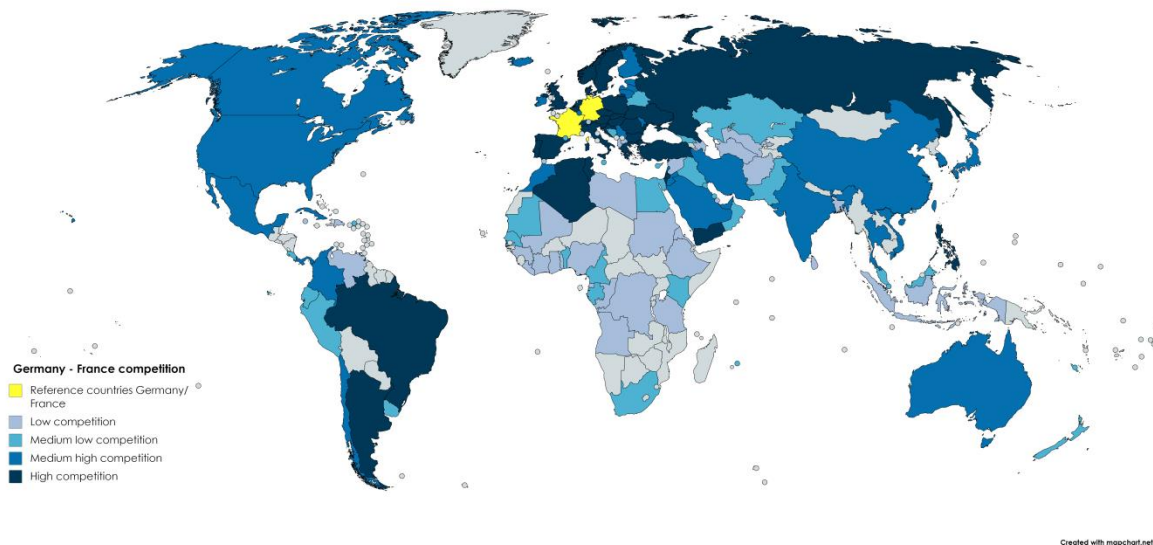 Germany - France competition
Reference countries Germany/
France
Low competition
Medium low competition
Medium high competition
High competition
Created with mapchart.net